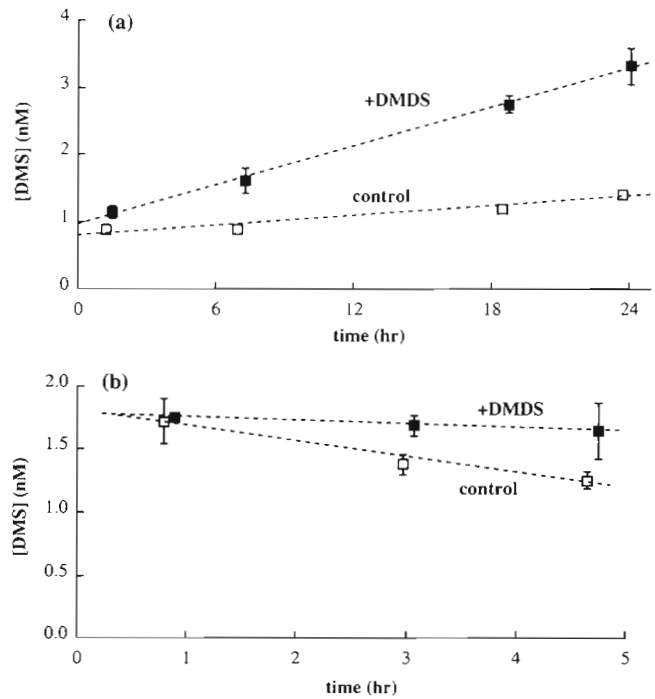 (a)
4
3
2
1
0
[DMS] (nM)
+DMDS
control
0 6 12 18 24
time (hr)
(b)
2.0
1.5
1.0
0.5
0.0
[DMS] (nM)
+DMDS
control
0 1 2 3 4 5
time (hr)